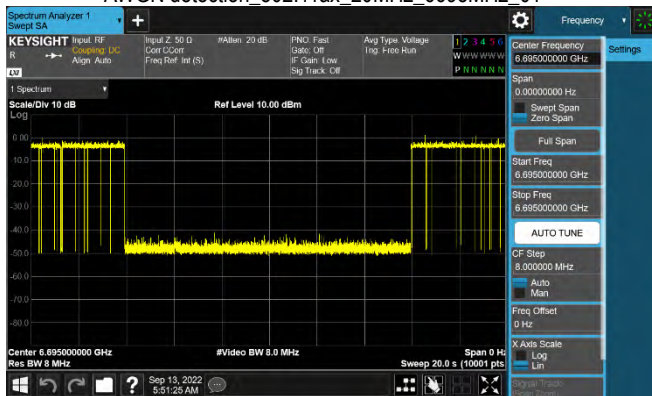 Spectrum Analyzer 1
Swept SA
Frequency
KEYSIGHT
R
Input: RF
Coupling: DC
Align: Auto
Input Z: 50 Ω
Corr CCorr
Freq Ref: Int (S)
#Atten: 20 dB
PNO: Fast
Gate: Off
IF Gain: Low
Sig Track: Off
Avg Type: Voltage
Trig: Free Run
1 2 3 4 5 6
W W W W W W
P N N N N N
Center Frequency
6.695000000 GHz
Settings
Span
0.00000000 Hz
Swept Span
Zero Span
Full Span
Start Freq
6.695000000 GHz
Stop Freq
6.695000000 GHz
AUTO TUNE
CF Step
8.000000 MHz
Auto
Man
Freq Offset
0 Hz
X Axis Scale
Log
Lin
1 Spectrum
Scale/Div 10 dB
Ref Level 10.00 dBm
Log
0.00
-10.0
-20.0
-30.0
-40.0
-50.0
-60.0
-70.0
-80.0
Center 6.695000000 GHz
#Video BW 8.0 MHz
Span 0 Hz
Res BW 8 MHz
Sweep 20.0 s (10001 pts
Sep 13, 2022
5:51:25 AM